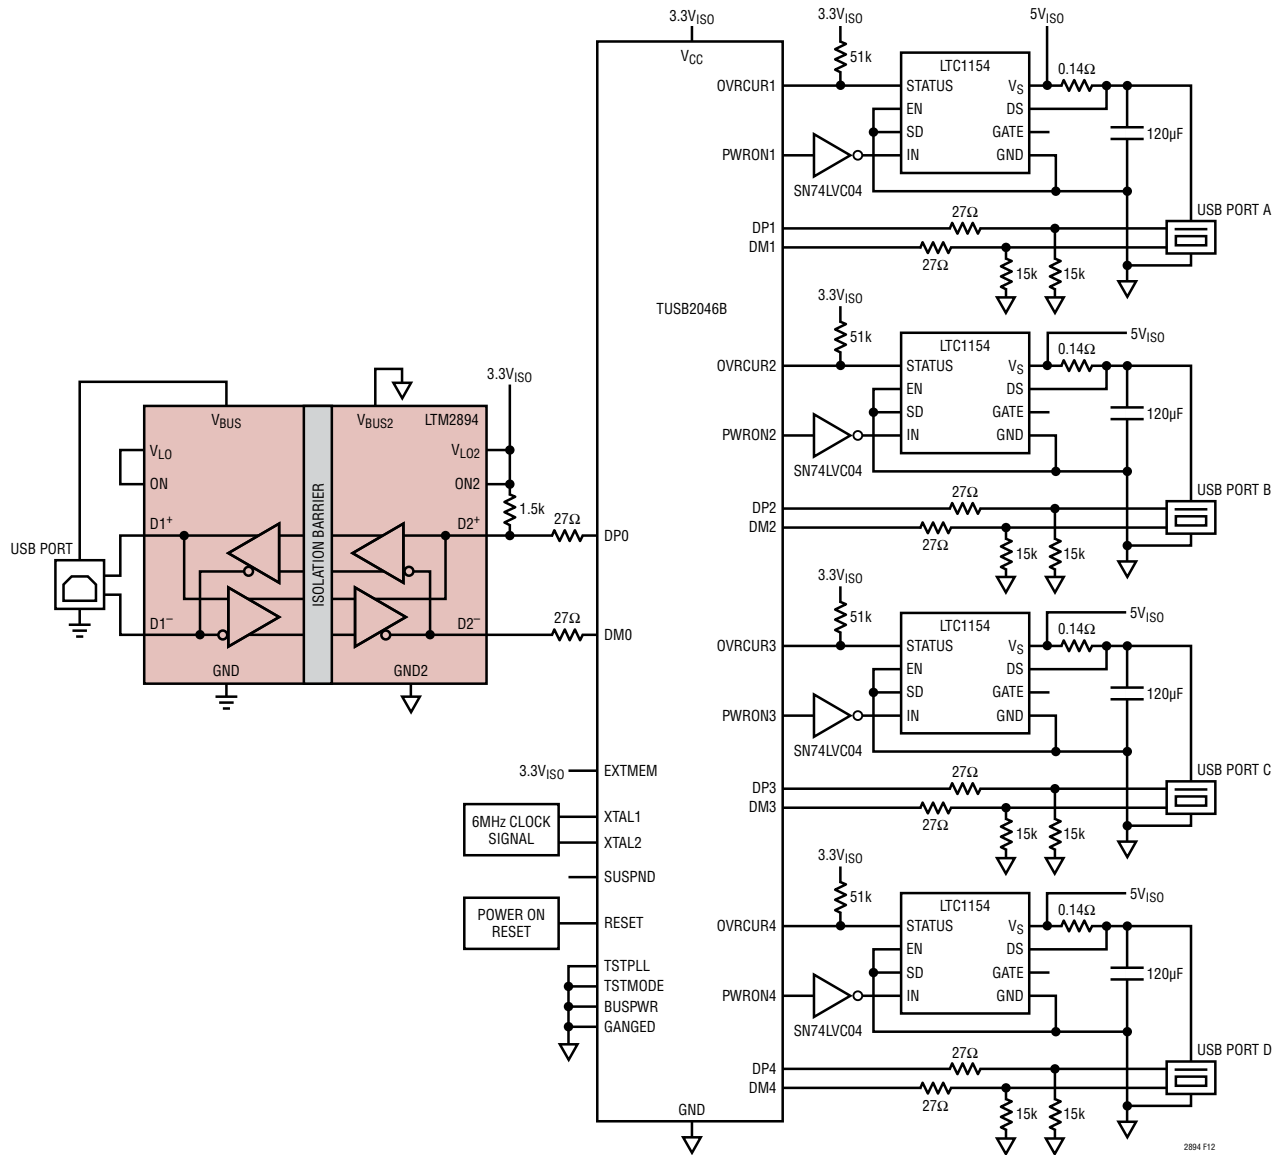 3.3VISO
VCC
TUSB2046B
GND
3.3VISO
VBUS
VBUS2
LTM2894
VLO
ON
VLO2
ON2
1.5k
ISOLATION BARRIER
D1+
D2+
27Ω
DP0
USB PORT
D1−
D2−
27Ω
DM0
GND
GND2
3.3VISO
EXTMEM
6MHz CLOCK
SIGNAL
XTAL1
XTAL2
SUSPND
POWER ON
RESET
RESET
TSTPLL
TSTMODE
BUSPWR
GANGED
3.3VISO
51k
5VISO
LTC1154
0.14Ω
OVRCUR1
STATUS
VS
EN
DS
SD
GATE
120µF
PWRON1
IN
GND
SN74LVC04
USB PORT A
DP1
27Ω
DM1
27Ω
15k
15k
3.3VISO
51k
5VISO
LTC1154
0.14Ω
OVRCUR2
STATUS
VS
EN
DS
SD
GATE
120µF
PWRON2
IN
GND
SN74LVC04
USB PORT B
DP2
27Ω
DM2
27Ω
15k
15k
3.3VISO
51k
5VISO
LTC1154
0.14Ω
OVRCUR3
STATUS
VS
EN
DS
SD
GATE
120µF
PWRON3
IN
GND
SN74LVC04
USB PORT C
DP3
27Ω
DM3
27Ω
15k
15k
3.3VISO
51k
5VISO
LTC1154
0.14Ω
OVRCUR4
STATUS
VS
EN
DS
SD
GATE
120µF
PWRON4
IN
GND
SN74LVC04
USB PORT D
DP4
27Ω
DM4
27Ω
15k
15k
2894 F12